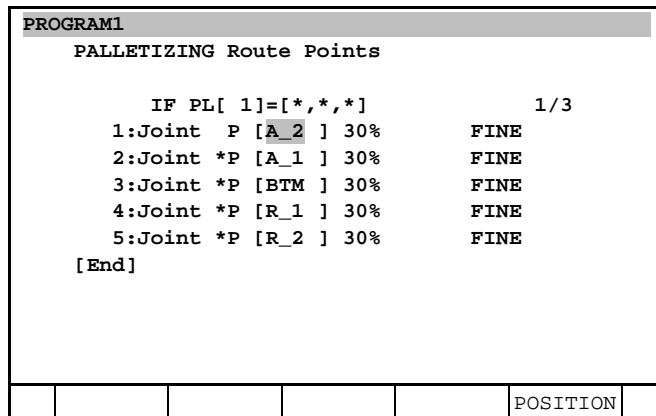 PROGRAM1
PALLETIZING Route Points
IF PL[ 1]=[*,*,*] 1/3
1:Joint P [A_2 ] 30% FINE
2:Joint *P [A_1 ] 30% FINE
3:Joint *P [BTM ] 30% FINE
4:Joint *P [R_1 ] 30% FINE
5:Joint *P [R_2 ] 30% FINE
[End]
POSITION